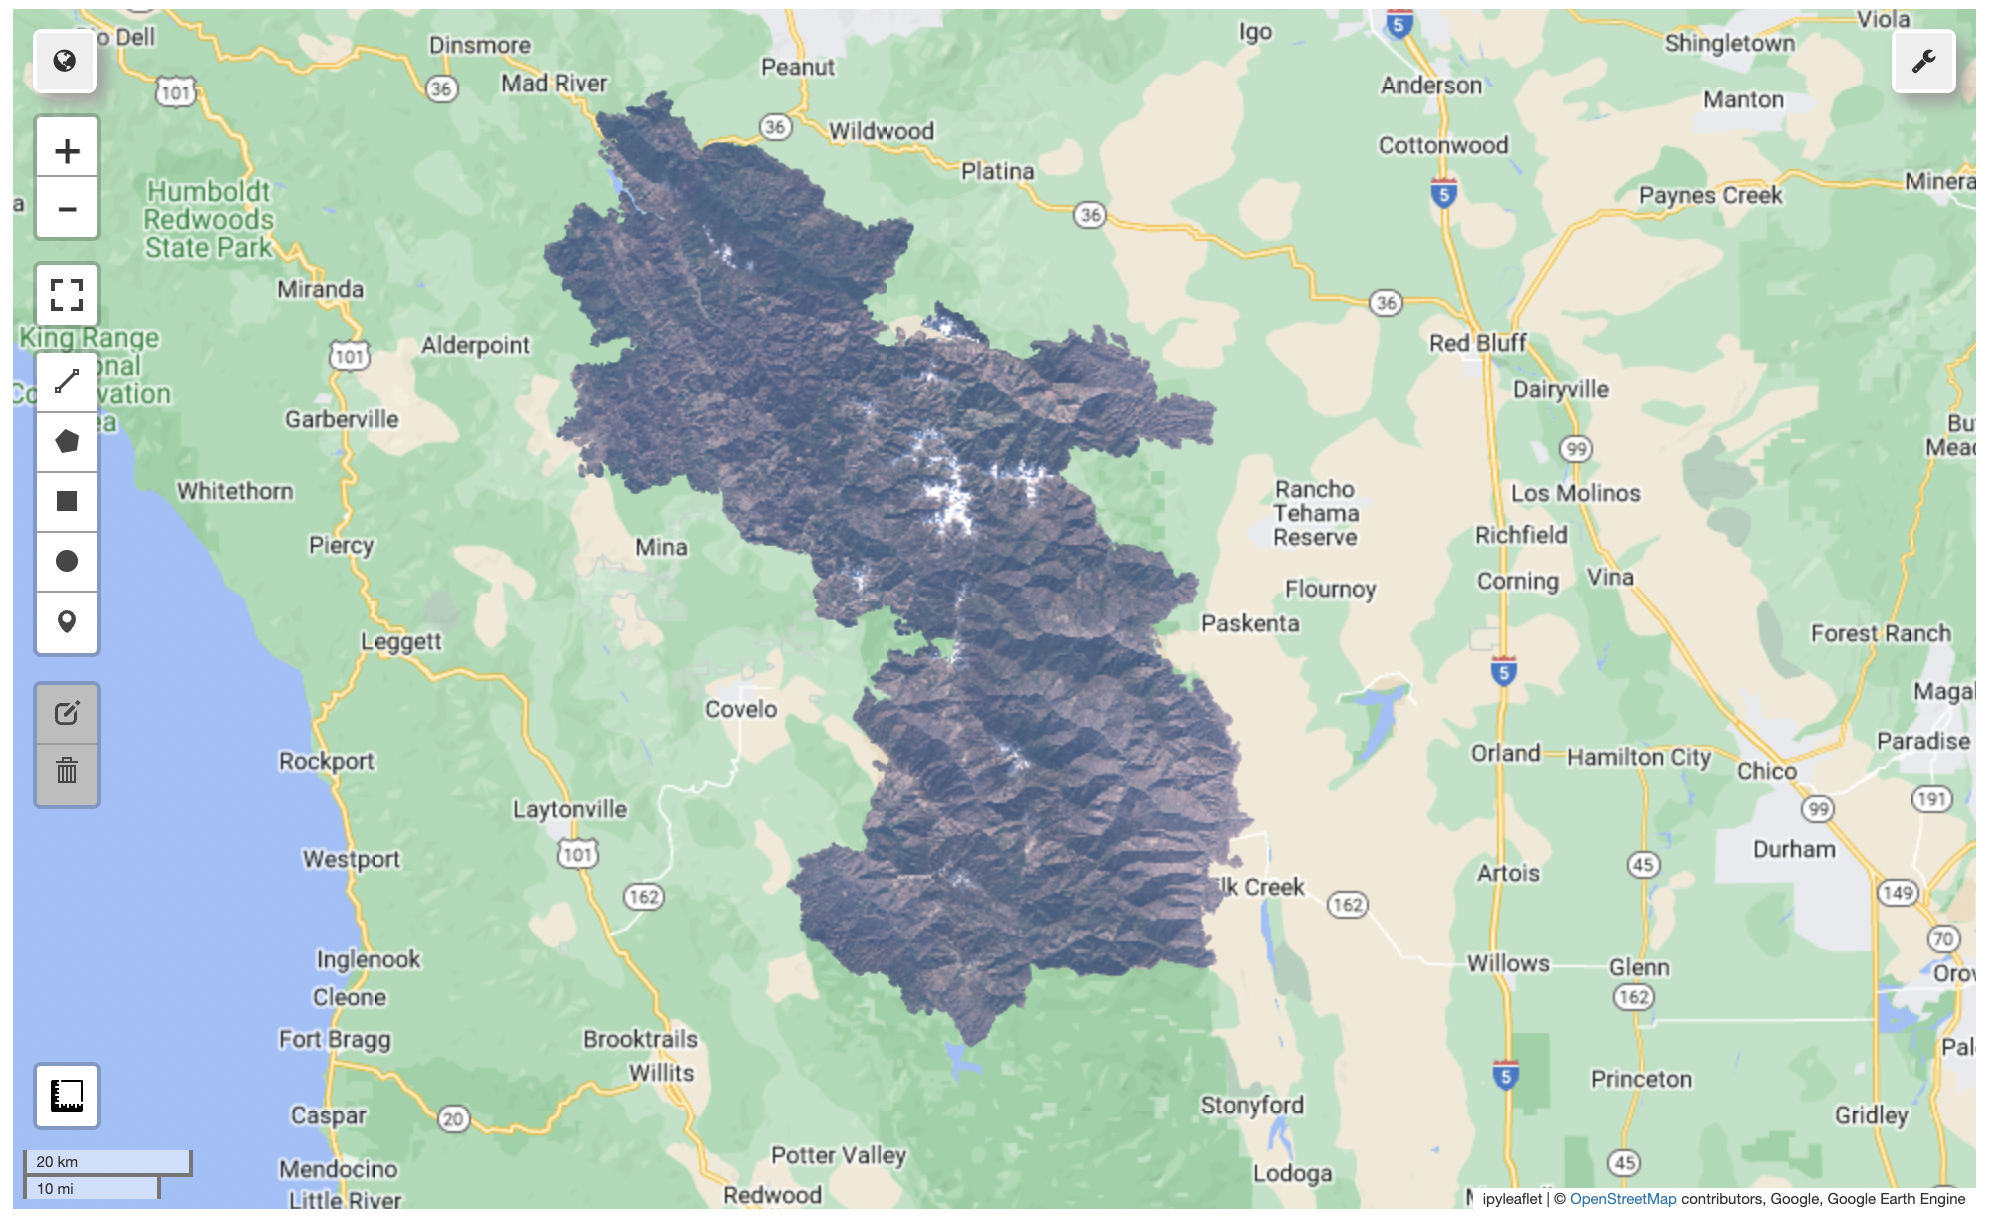 Dell
Dinsmore
Mad River
Peanut
Igo
Viola
Shingletown
Anderson
Manton
101
36
36
Wildwood
Cottonwood
5
Platina
Minera
Humboldt
Redwoods
State Park
36
5
Paynes Creek
a
Miranda
36
King Range
onal
Co
vation
ea
101
Alderpoint
Red Bluff
Dairyville
Garberville
99
Bu
Mead
Whitethorn
Rancho
Tehama
Reserve
Los Molinos
Piercy
Mina
Richfield
Flournoy
Corning
Vina
Leggett
Paskenta
Forest Ranch
5
Covelo
Magal
Rockport
Orland
Hamilton City
Chico
Paradise
Laytonville
99
191
101
Westport
Durham
162
lk Creek
162
Artois
45
149
Inglenook
Willows
Glenn
70
Orov
Cleone
162
Fort Bragg
Brooktrails
Willits
Pal
5
Princeton
Caspar
20
Stonyford
Gridley
20 km
Mendocino
Potter Valley
45
10 mi
Little River
Redwood
Lodoga
ipyleaflet | © OpenStreetMap contributors, Google, Google Earth Engine